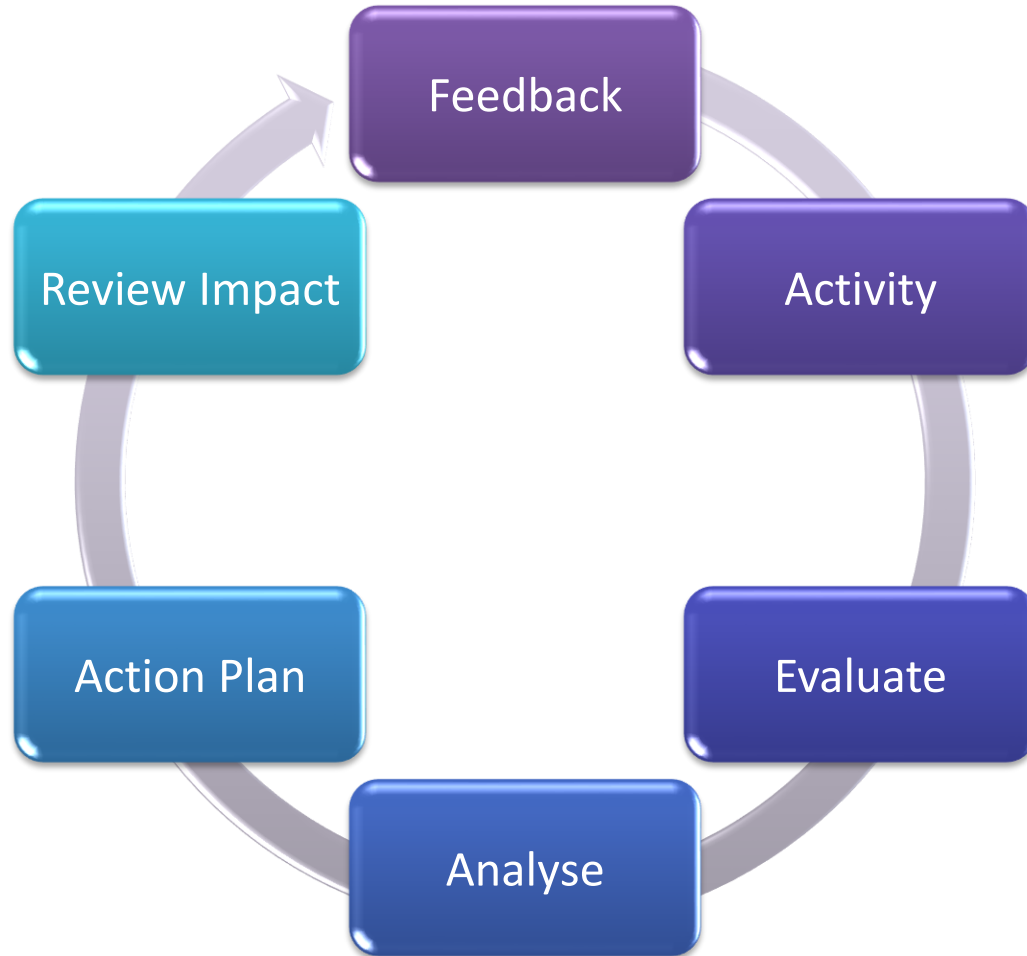 Feedback
Activity
Evaluate
Analyse
Action Plan
Review Impact